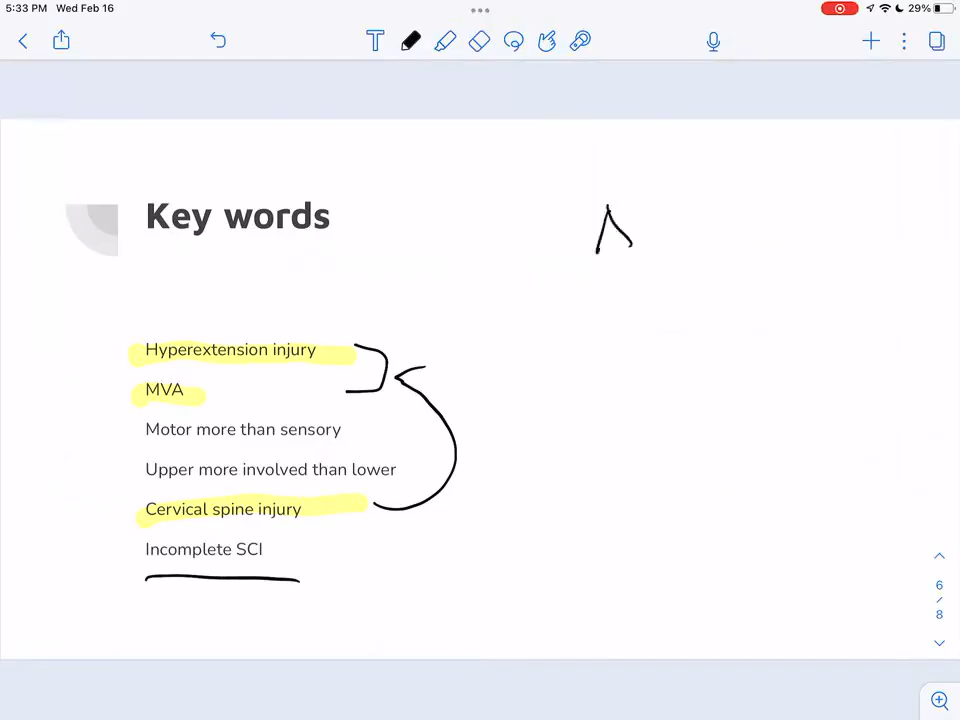 5:33 PM Wed Feb 16
29%
Key words
Hyperextension injury
MVA
Motor more than sensory
Upper more involved than lower
Cervical spine injury
Incomplete SCI
6
/
8